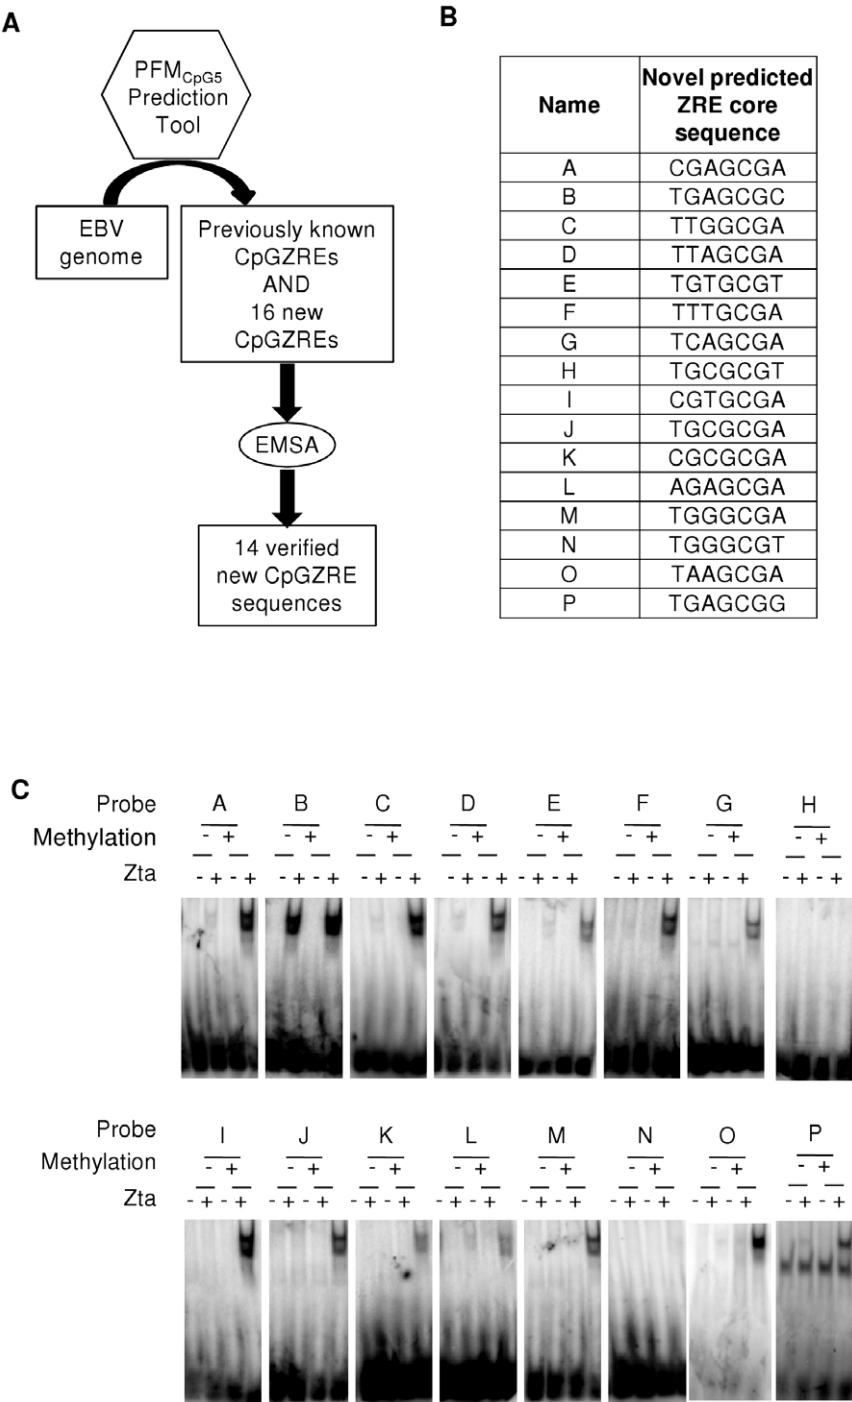 A
PFMCpG5
Prediction
Tool
EBV
genome
Previously known
CpGZREs
AND
16 new
CpGZREs
EMSA
14 verified
new CpGZRE
sequences
B
Name Novel predicted
ZRE core
sequence
A CGAGCGA
B TGAGCGC
C TTGGCGA
D TTAGCGA
E TGTGCGT
F TTTGCGA
G TCAGCGA
H TGCGCGT
I CGTGCGA
J TGCGCGA
K CGCGCGA
L AGAGCGA
M TGGGCGA
N TGGGCGT
O TAAGCGA
P TGAGCGG
C
Probe A B C D E F G H
Methylation - + - + - + - + - + - + - + - +
Zta - + - + - + - + - + - + - + - + - + - + - + - + - + - + - + - +
Probe I J K L M N O P
Methylation - + - + - + - + - + - + - + - +
Zta - + - + - + - + - + - + - + - + - + - + - + - + - + - + - + - +